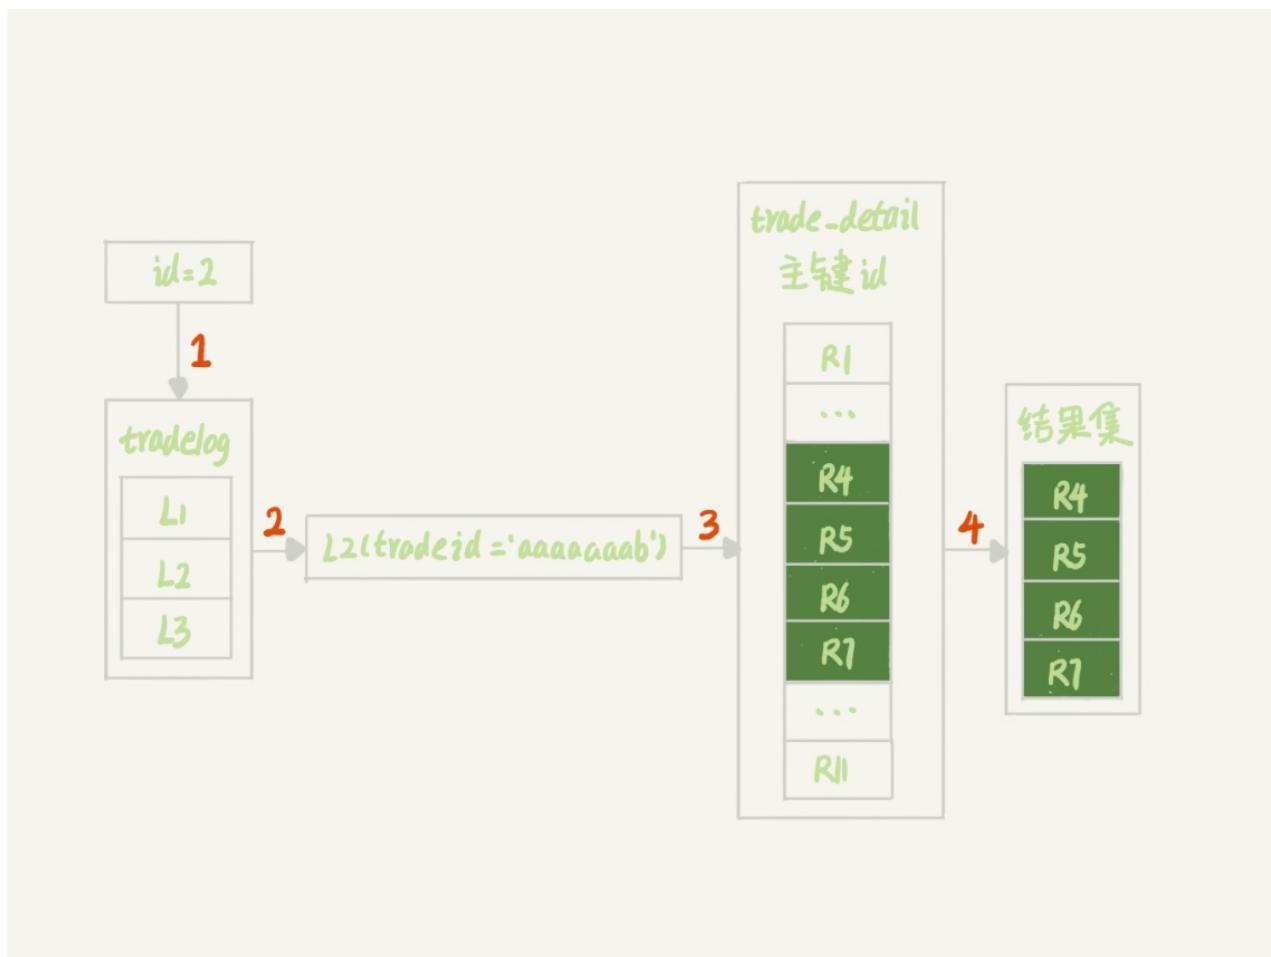 id=2
1
tradelog
L1
L2
L3
2
L2(tradeid='aaaaaaab')
3
trade_detail
主键id
R1
...
R4
R5
R6
R7
...
R11
4
结果集
R4
R5
R6
R7